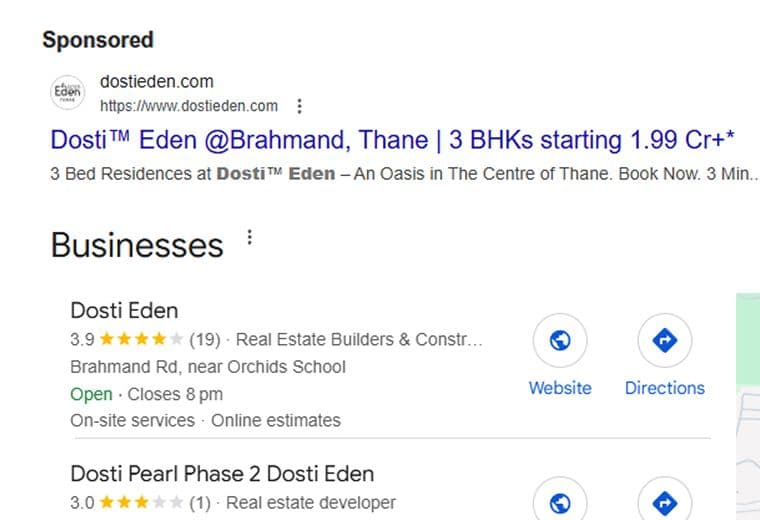 Sponsored
Eden
THANE
dostieden.com
https://www.dostieden.com
Dosti™ Eden @Brahmand, Thane | 3 BHKs starting 1.99 Cr+*
3 Bed Residences at Dosti™ Eden – An Oasis in The Centre of Thane. Book Now. 3 Min..
Businesses
Dosti Eden
3.9 (19) · Real Estate Builders & Constr...
Brahmand Rd, near Orchids School
Open · Closes 8 pm
On-site services · Online estimates
Website
Directions
Dosti Pearl Phase 2 Dosti Eden
3.0 (1) · Real estate developer